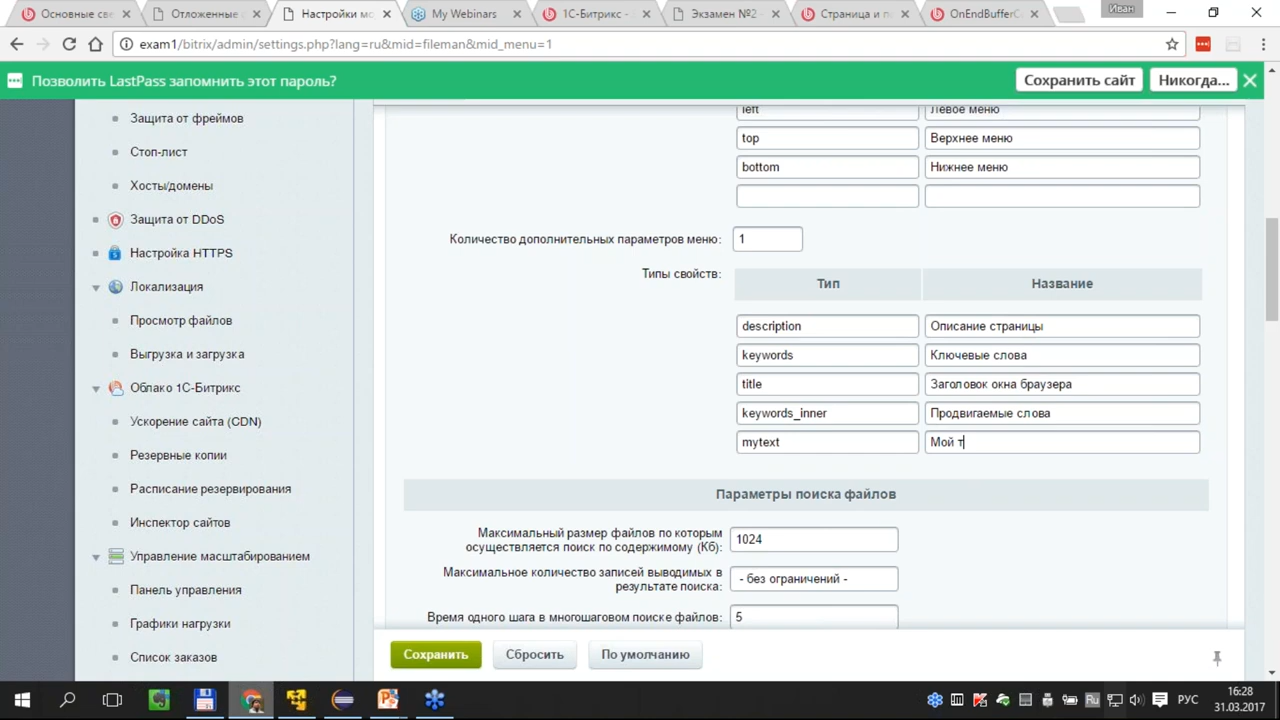 Основные све
Отложенные
Настройки мо
My Webinars
1С-Битрикс -
Экзамен №2 -
Страница и п
OnEndBufferC
Иван
exam1/bitrix/admin/settings.php?lang=ru&mid=fileman&mid_menu=1
Позволить LastPass запомнить этот пароль?
Сохранить сайт
Никогда...
Защита от фреймов
Стоп-лист
Хосты/домены
Защита от DDoS
Настройка HTTPS
Локализация
Просмотр файлов
Выгрузка и загрузка
Облако 1С-Битрикс
Ускорение сайта (CDN)
Резервные копии
Расписание резервирования
Инспектор сайтов
Управление масштабированием
Панель управления
Графики нагрузки
Список заказов
left Левое меню
top Верхнее меню
bottom Нижнее меню
Количество дополнительных параметров меню: 1
Типы свойств: Тип Название
description Описание страницы
keywords Ключевые слова
title Заголовок окна браузера
keywords_inner Продвигаемые слова
mytext Мой т
Параметры поиска файлов
Максимальный размер файлов по которым
осуществляется поиск по содержимому (Кб): 1024
Максимальное количество записей выводимых в
результате поиска: - без ограничений -
Время одного шага в многошаговом поиске файлов: 5
Сохранить
Сбросить
По умолчанию
Ru
РУС
16:28
31.03.2017